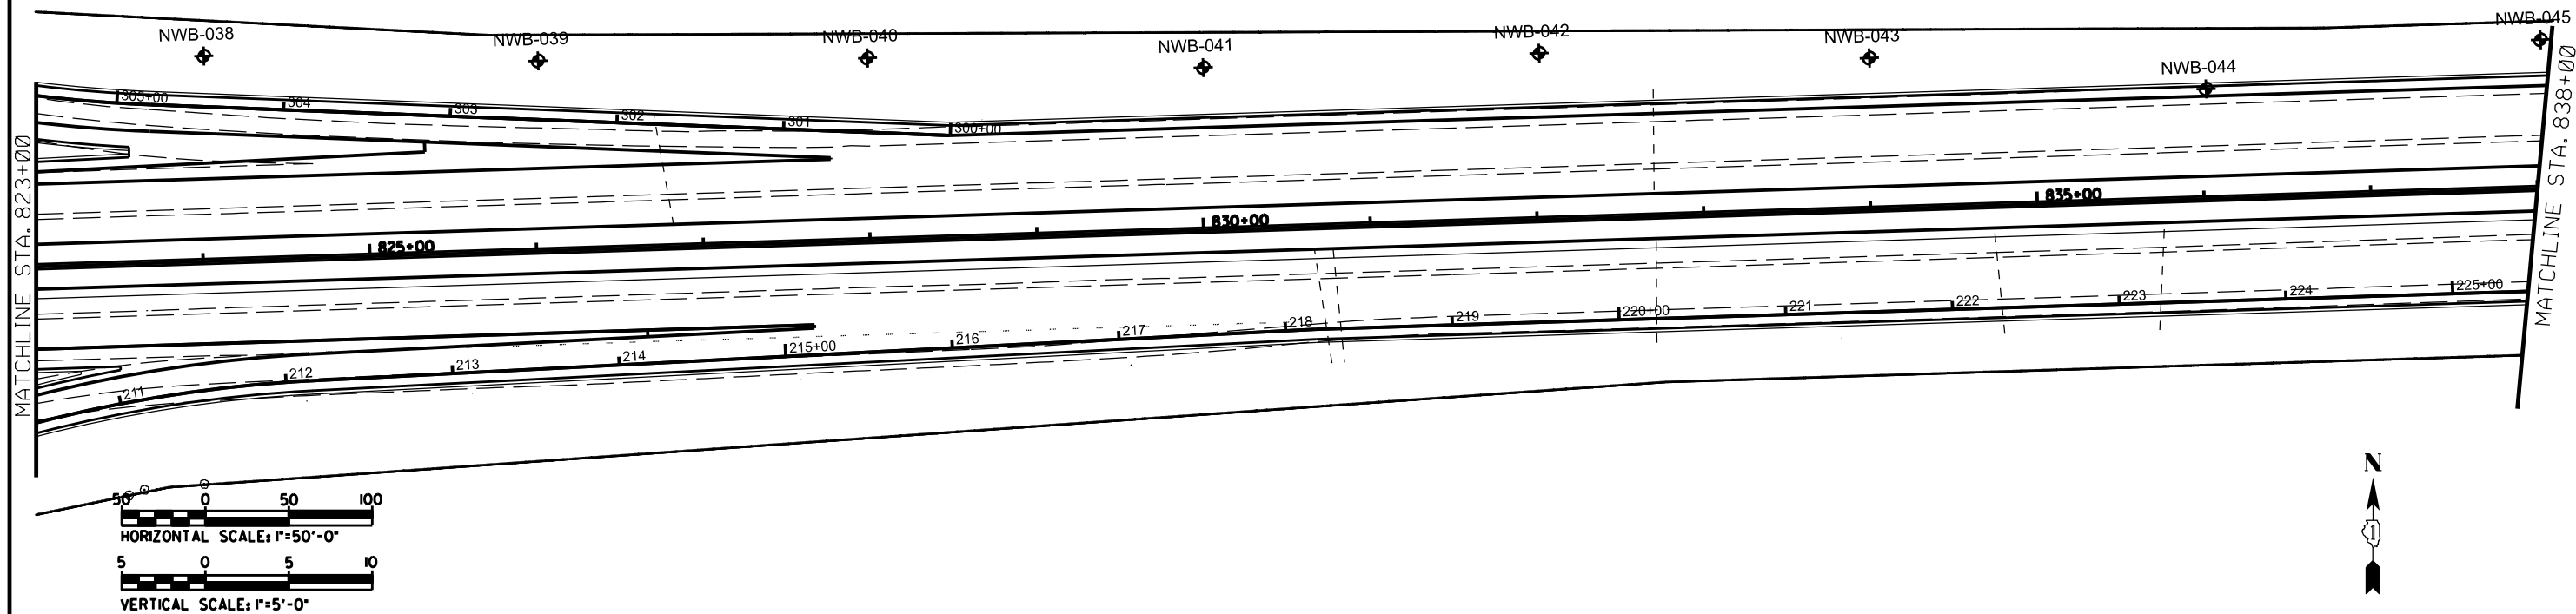 NWB-038
NWB-039
NWB-040
NWB-041
NWB-042
NWB-043
NWB-044
NWB-045
305+00
304
303
302
301
300+00
MATCHLINE STA. 823+00
825+00
830+00
835+00
MATCHLINE STA. 838+00
211
212
213
214
215+00
216
217
218
219
220+00
221
222
223
224
225+00
50 0 50 100
HORIZONTAL SCALE: 1"=50'-0"
5 0 5 10
VERTICAL SCALE: 1"=5'-0"
N
1